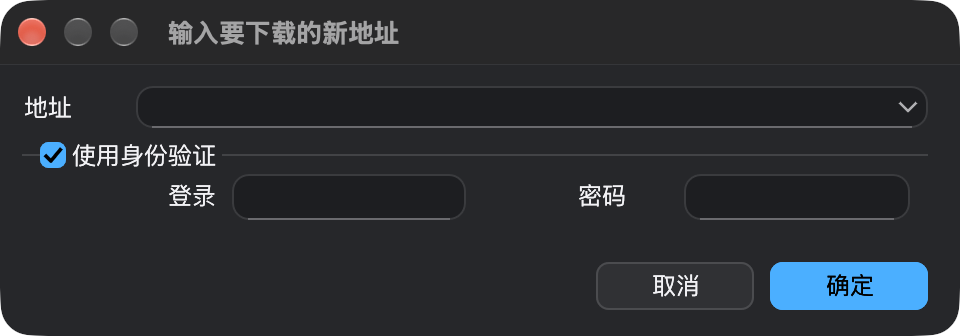 输入要下载的新地址
地址
使用身份验证
登录 密码
取消 确定